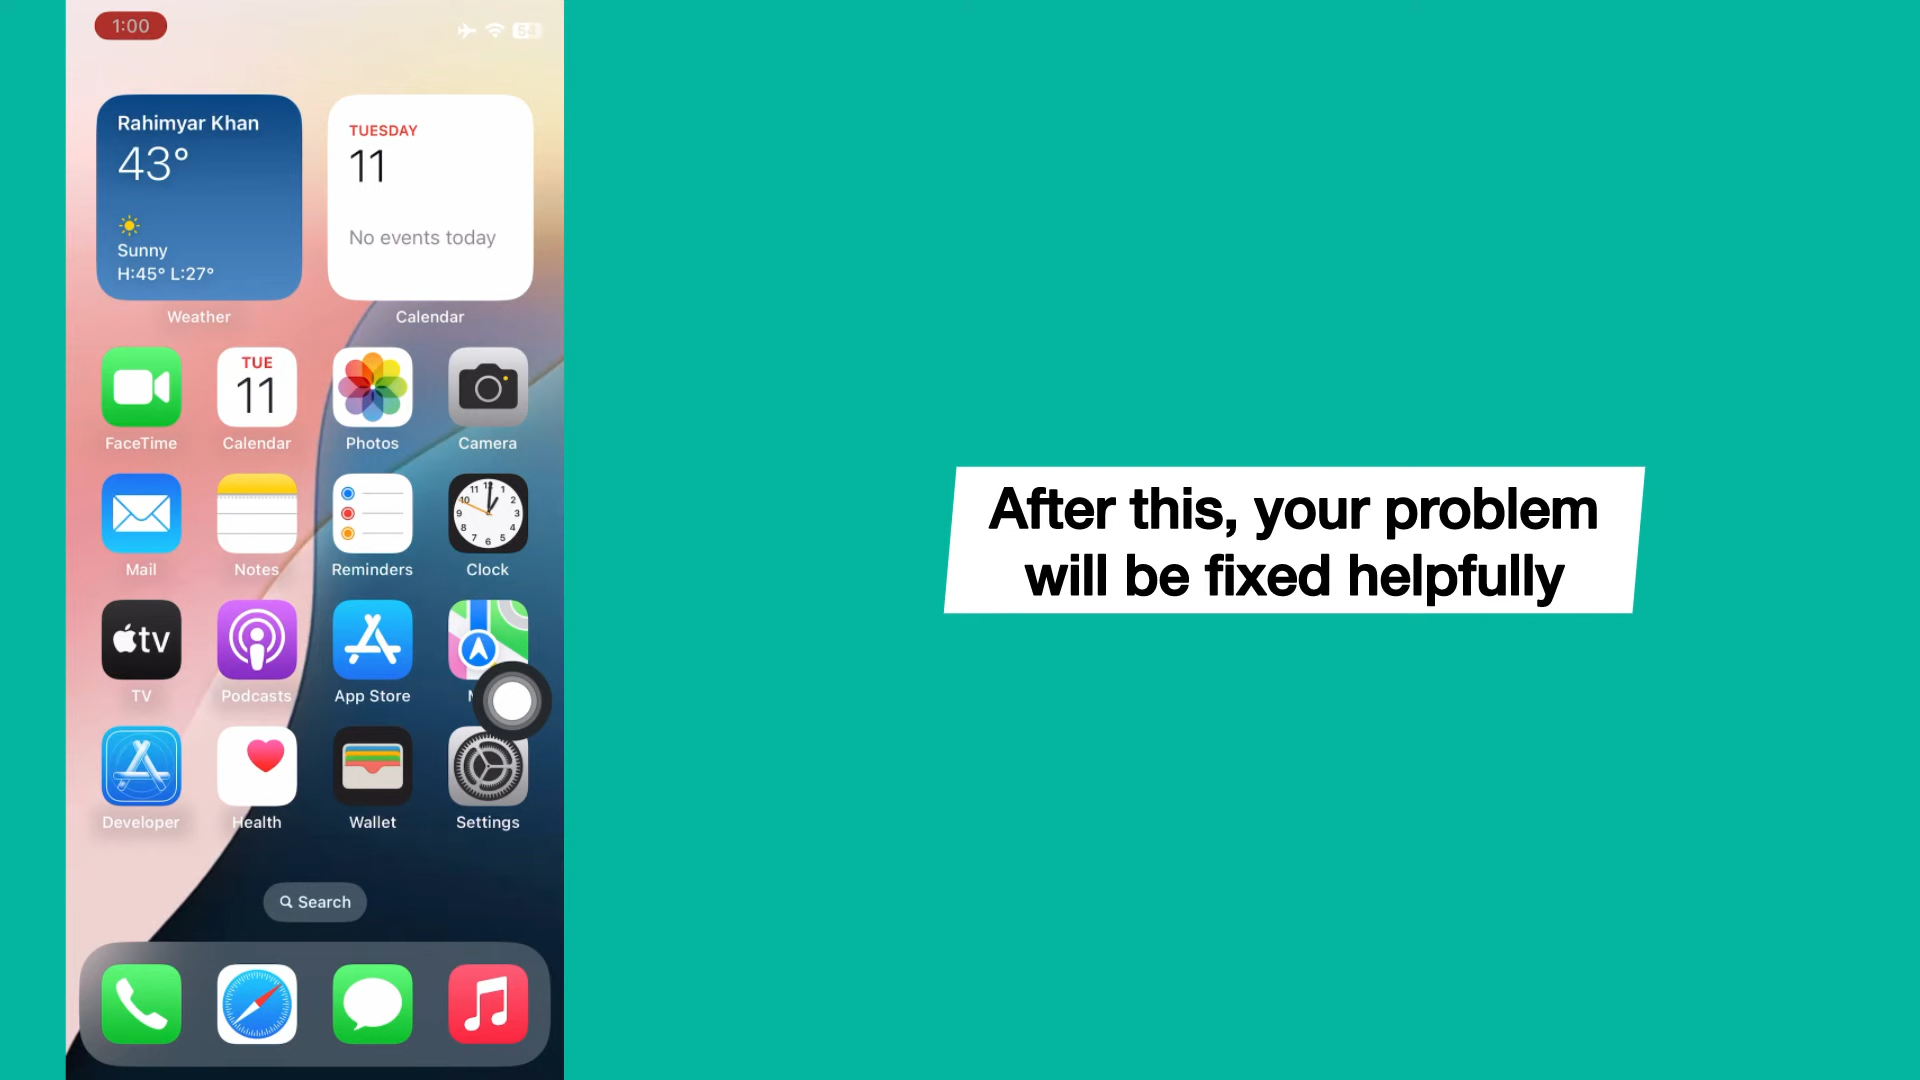 1:00
54
Rahimyar Khan
43°
Sunny
H:45° L:27°
Weather
TUESDAY
11
No events today
Calendar
FaceTime
TUE
11
Calendar
Photos
Camera
Mail
Notes
Reminders
Clock
tv
TV
Podcasts
App Store
Developer
Health
Wallet
Settings
Search
After this, your problem
will be fixed helpfully